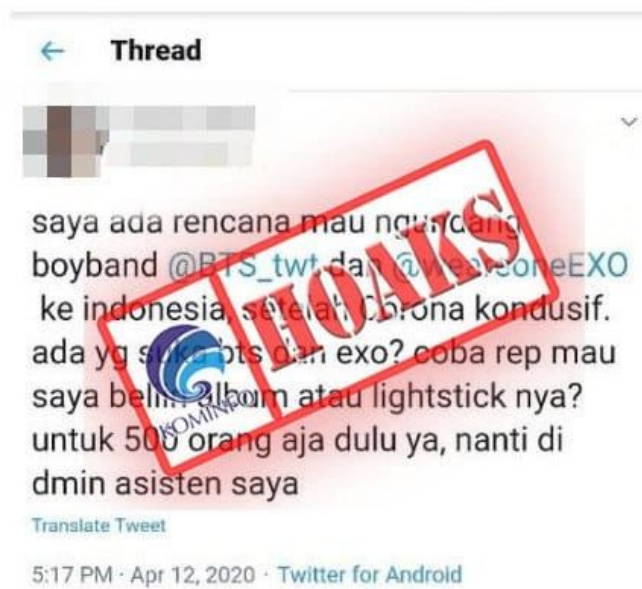 Thread
saya ada rencana mau ngundang
boyband @BTS_twt dan @weareoneEXO
ke indonesia, setelah Corona kondusif.
ada yg suka bts dan exo? coba rep mau
saya beliin album atau lightstick nya?
untuk 500 orang aja dulu ya, nanti di
dmin asisten saya
HOAKS
KOMINFO
Translate Tweet
5:17 PM · Apr 12, 2020 · Twitter for Android